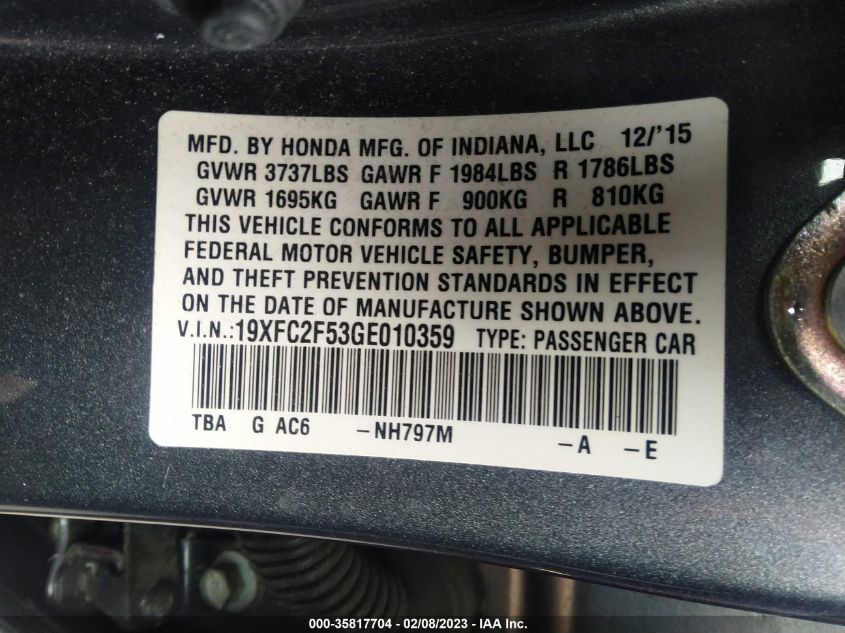 MFD. BY HONDA MFG. OF INDIANA, LLC 12/'15
GVWR 3737LBS GAWR F 1984LBS R 1786LBS
GVWR 1695KG GAWR F 900KG R 810KG
THIS VEHICLE CONFORMS TO ALL APPLICABLE
FEDERAL MOTOR VEHICLE SAFETY, BUMPER,
AND THEFT PREVENTION STANDARDS IN EFFECT
ON THE DATE OF MANUFACTURE SHOWN ABOVE.
V.I.N.:19XFC2F53GE010359 TYPE: PASSENGER CAR
TBA G AC6 -NH797M -A -E
000-35817704 - 02/08/2023 - IAA Inc.